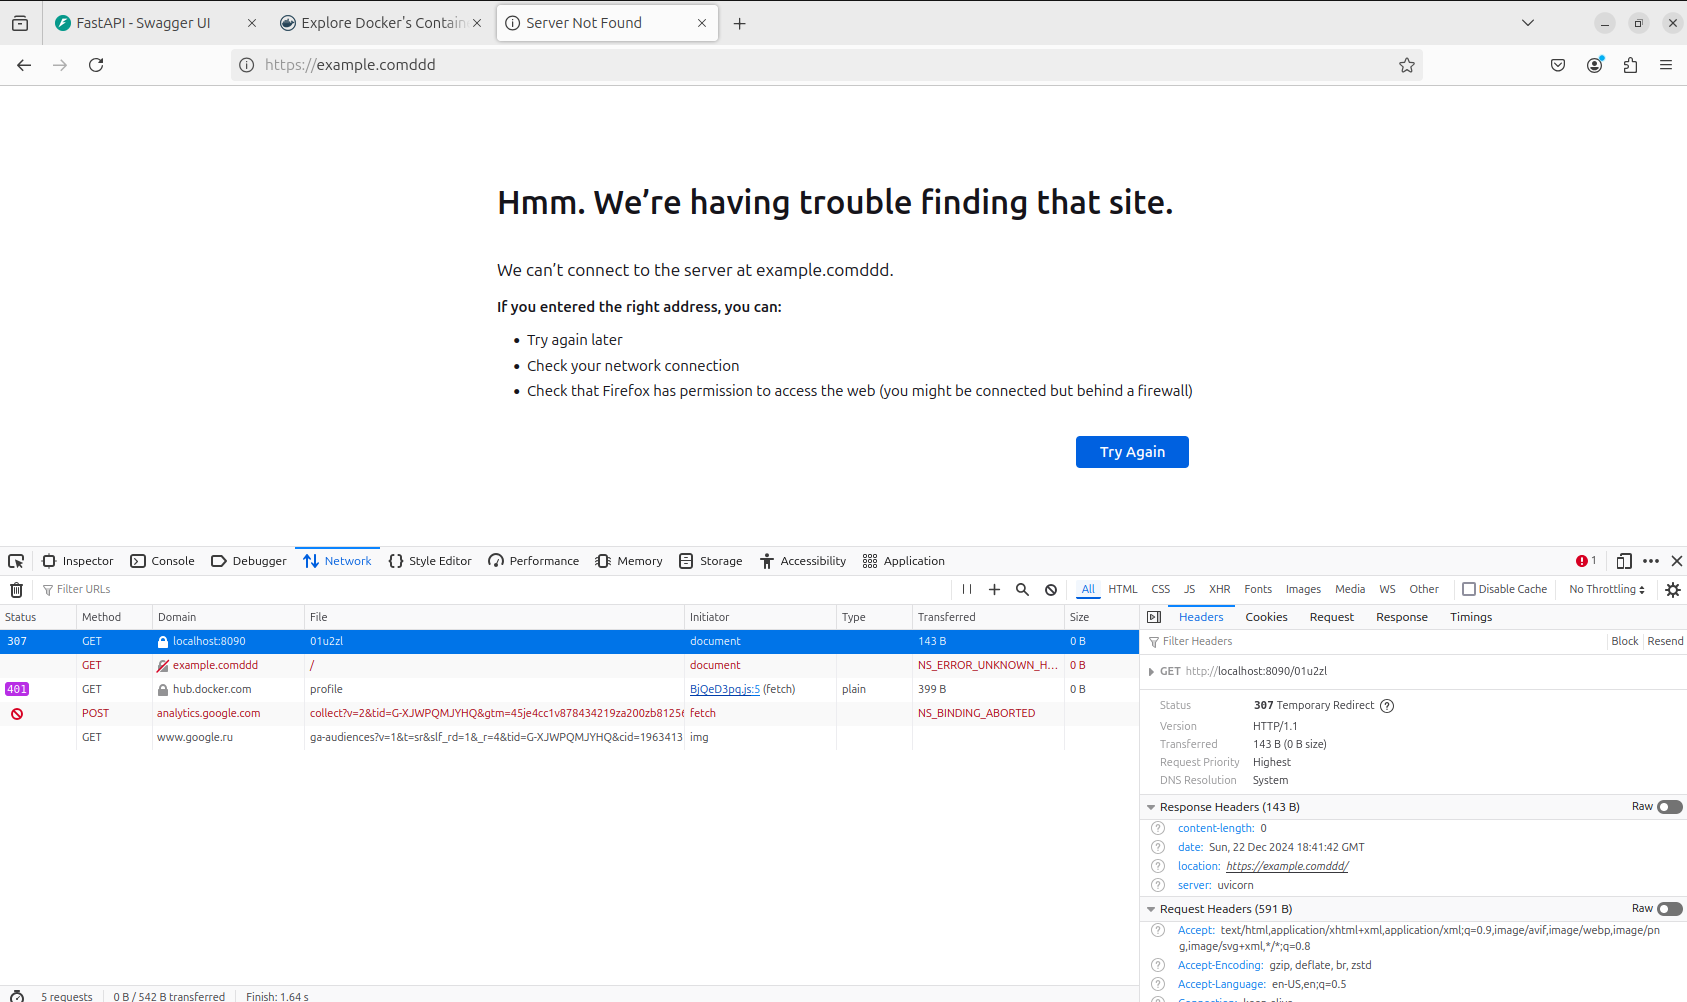 FastAPI - Swagger UI
Explore Docker's Contain
Server Not Found
https://example.comddd
Hmm. We’re having trouble finding that site.
We can’t connect to the server at example.comddd.
If you entered the right address, you can:
Try again later
Check your network connection
Check that Firefox has permission to access the web (you might be connected but behind a firewall)
Try Again
Inspector Console Debugger Network Style Editor Performance Memory Storage Accessibility Application 1
Filter URLs All HTML CSS JS XHR Fonts Images Media WS Other Disable Cache No Throttling
Status Method Domain File Initiator Type Transferred Size
307 GET localhost:8090 01u2zl document 143 B 0 B
GET example.comddd / document NS_ERROR_UNKNOWN_H... 0 B
401 GET hub.docker.com profile BjQeD3pq.js:5 (fetch) plain 399 B 0 B
POST analytics.google.com collect?v=2&tid=G-XJWPQMJYHQ&gtm=45je4cc1v878434219za200zb81256 fetch NS_BINDING_ABORTED
GET www.google.ru ga-audiences?v=1&t=sr&slf_rd=1&_r=4&tid=G-XJWPQMJYHQ&cid=1963413 img
Headers Cookies Request Response Timings
Filter Headers Block Resend
GET http://localhost:8090/01u2zl
Status 307 Temporary Redirect
Version HTTP/1.1
Transferred 143 B (0 B size)
Request Priority Highest
DNS Resolution System
Response Headers (143 B) Raw
content-length: 0
date: Sun, 22 Dec 2024 18:41:42 GMT
location: https://example.comddd/
server: uvicorn
Request Headers (591 B) Raw
Accept: text/html,application/xhtml+xml,application/xml;q=0.9,image/avif,image/webp,image/pn
g,image/svg+xml,*/*;q=0.8
Accept-Encoding: gzip, deflate, br, zstd
Accept-Language: en-US,en;q=0.5
Connection: keep-alive
5 requests 0 B / 542 B transferred Finish: 1.64 s